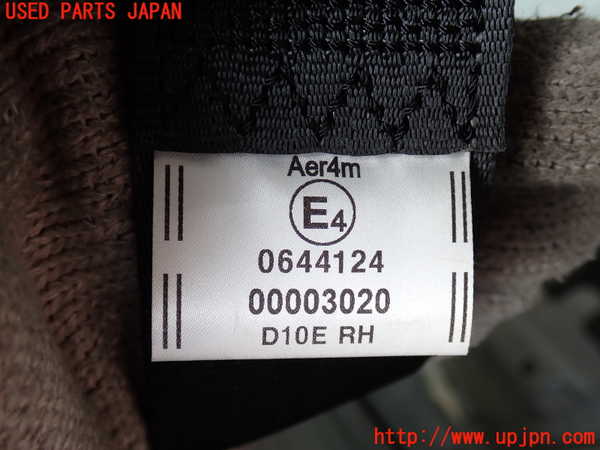 USED PARTS JAPAN
Aer4m
E4
0644124
00003020
D10E RH
http://www.upjpn.com